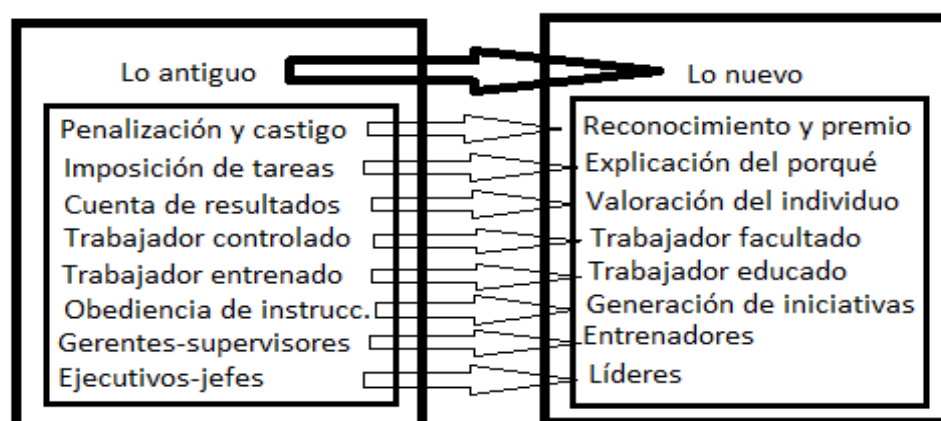 Lo antiguo
Lo nuevo
Penalización y castigo
Reconocimiento y premio
Imposición de tareas
Explicación del porqué
Cuenta de resultados
Valoración del individuo
Trabajador controlado
Trabajador facultado
Trabajador entrenado
Trabajador educado
Obediencia de instrucc.
Generación de iniciativas
Gerentes-supervisores
Entrenadores
Ejecutivos-jefes
Líderes